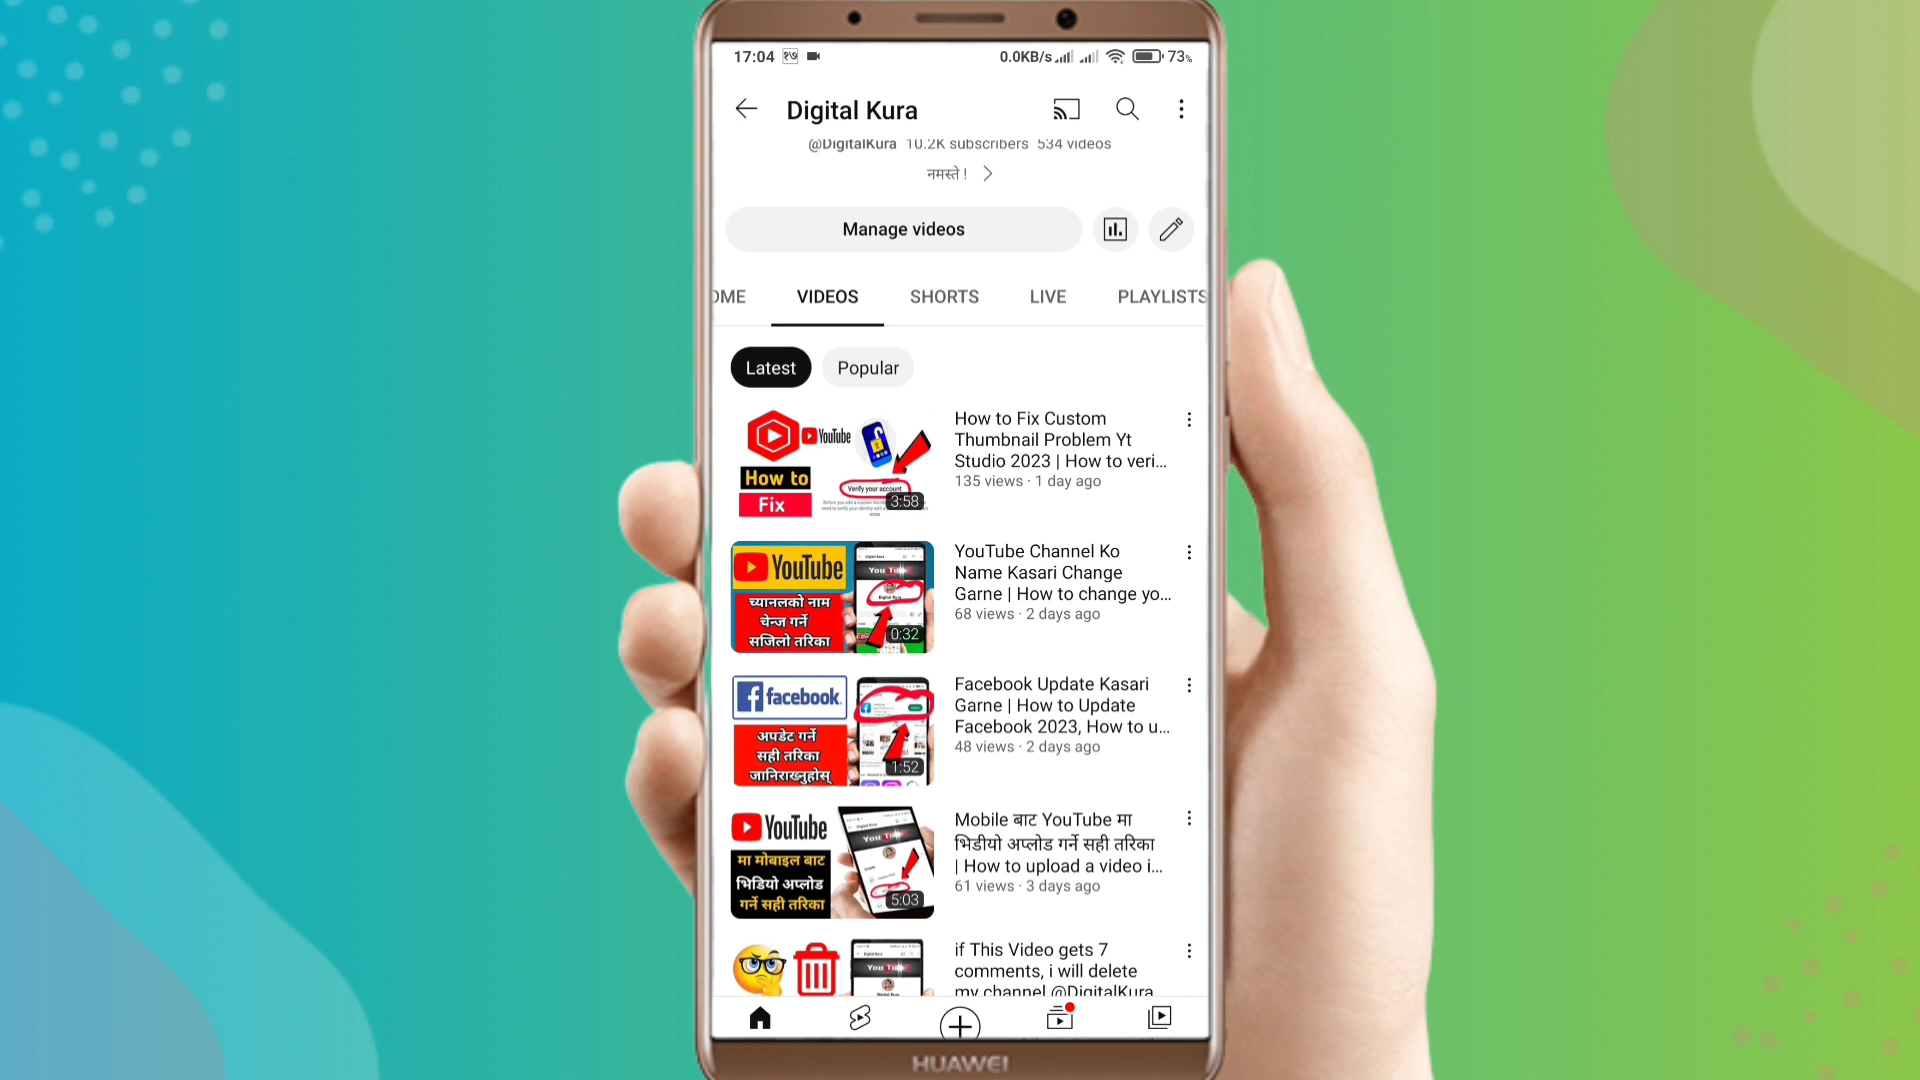 17:04 १७ 0.0KB/s 73%
Digital Kura
@DigitalKura 10.2K subscribers 534 videos
नमस्ते !
Manage videos
OME VIDEOS SHORTS LIVE PLAYLISTS
Latest Popular
YouTube
How to
Fix
Verify your account
3:58
How to Fix Custom
Thumbnail Problem Yt
Studio 2023 | How to veri...
135 views · 1 day ago
YouTube
च्यानलको नाम
चेन्ज गर्ने
सजिलो तरिका
Digital Kura
0:32
YouTube Channel Ko
Name Kasari Change
Garne | How to change yo...
68 views · 2 days ago
facebook
अपडेट गर्ने
सही तरिका
जानिराख्नुहोस्
1:52
Facebook Update Kasari
Garne | How to Update
Facebook 2023, How to u...
48 views · 2 days ago
YouTube
मा मोबाइल बाट
भिडियो अप्लोड
गर्ने सही तरिका
5:03
Mobile बाट YouTube मा
भिडीयो अप्लोड गर्ने सही तरिका
| How to upload a video i...
61 views · 3 days ago
if This Video gets 7
comments, i will delete
my channel @DigitalKura
HUAWEI